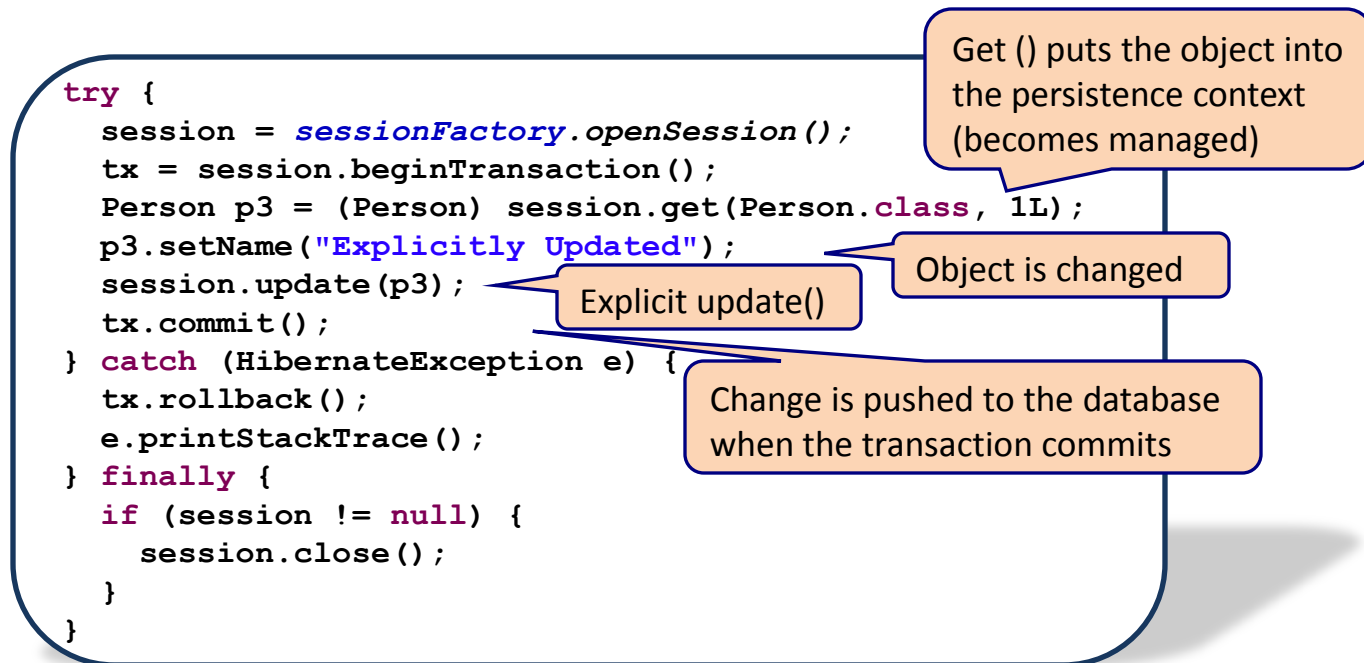 try {
session = sessionFactory.openSession();
tx = session.beginTransaction();
Person p3 = (Person) session.get(Person.class, 1L);
p3.setName("Explicitly Updated");
session.update(p3);
tx.commit();
} catch (HibernateException e) {
tx.rollback();
e.printStackTrace();
} finally {
if (session != null) {
session.close();
}
}
Get () puts the object into
the persistence context
(becomes managed)
Object is changed
Explicit update()
Change is pushed to the database
when the transaction commits